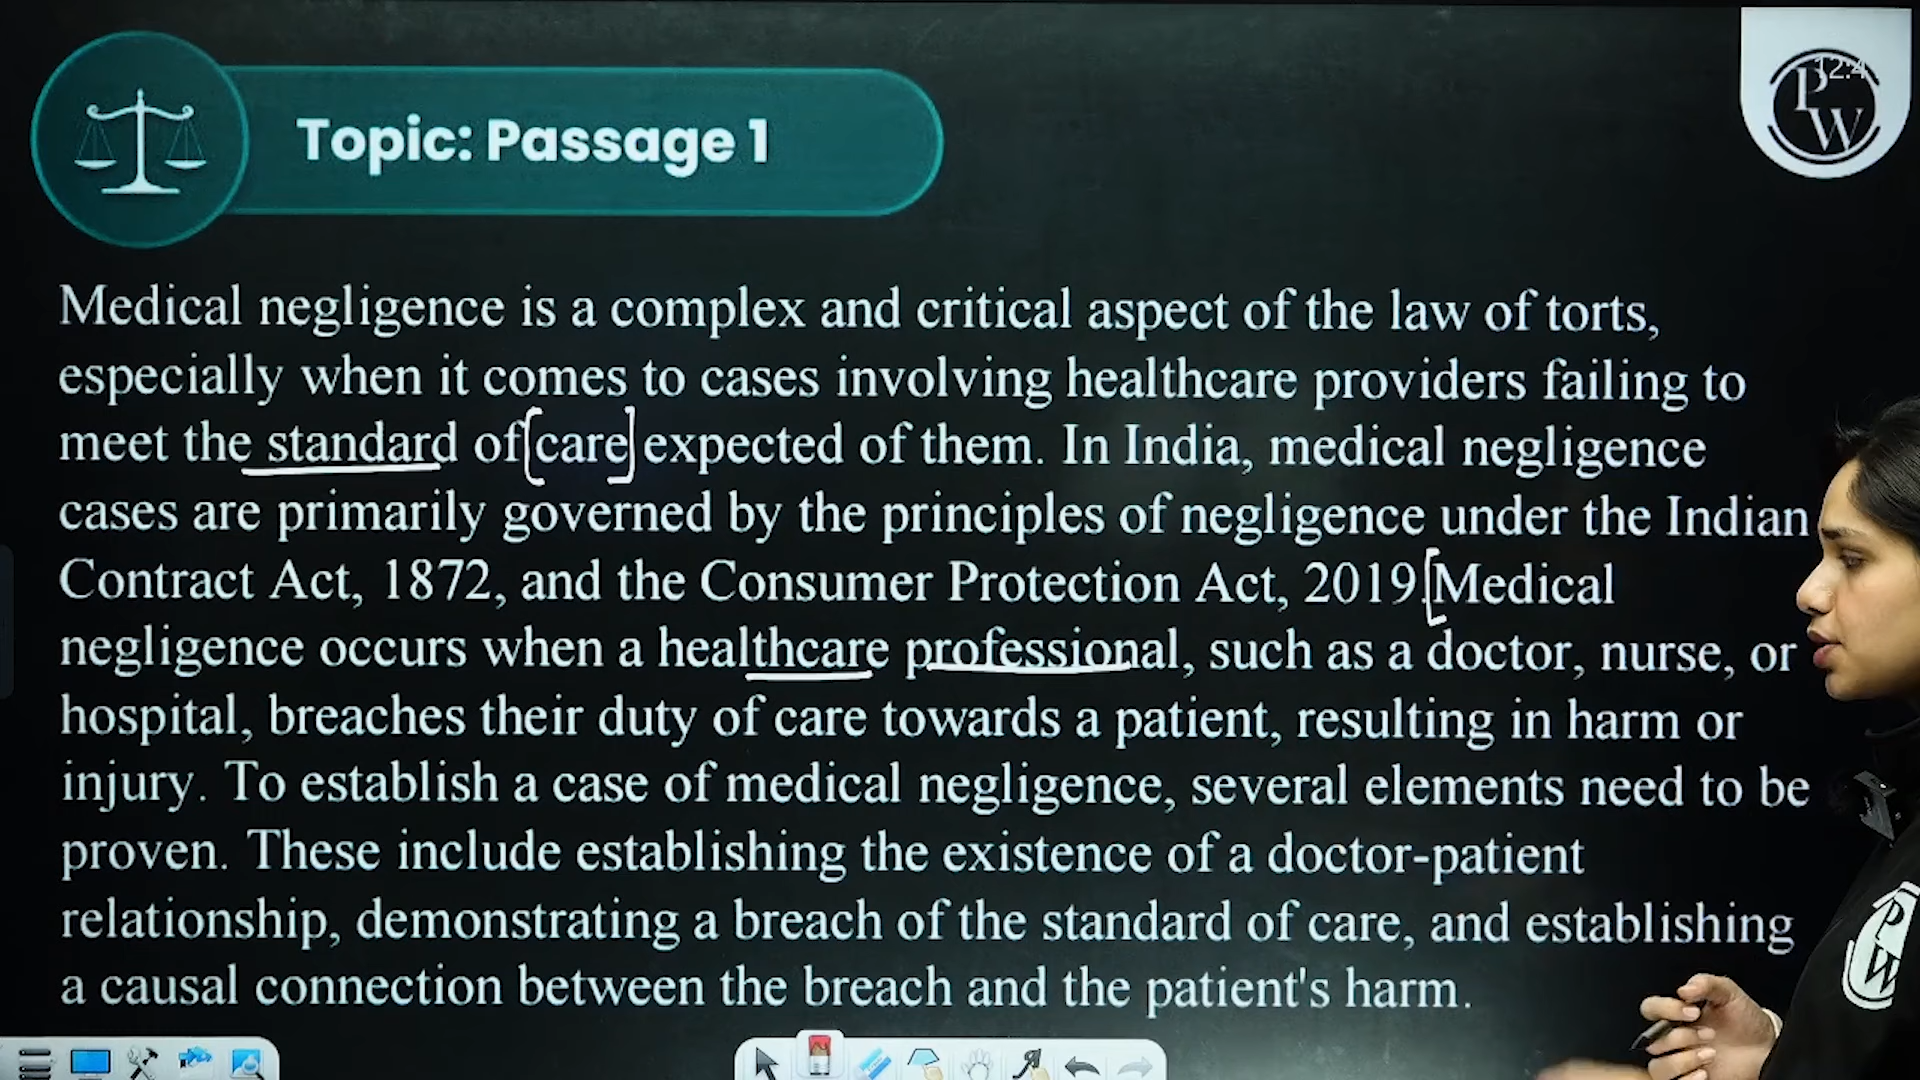 Topic: Passage 1
12:4
PW
Medical negligence is a complex and critical aspect of the law of torts,
especially when it comes to cases involving healthcare providers failing to
meet the standard of [care] expected of them. In India, medical negligence
cases are primarily governed by the principles of negligence under the Indian
Contract Act, 1872, and the Consumer Protection Act, 2019.[Medical
negligence occurs when a healthcare professional, such as a doctor, nurse, or
hospital, breaches their duty of care towards a patient, resulting in harm or
injury. To establish a case of medical negligence, several elements need to be
proven. These include establishing the existence of a doctor-patient
relationship, demonstrating a breach of the standard of care, and establishing
a causal connection between the breach and the patient's harm.
PW